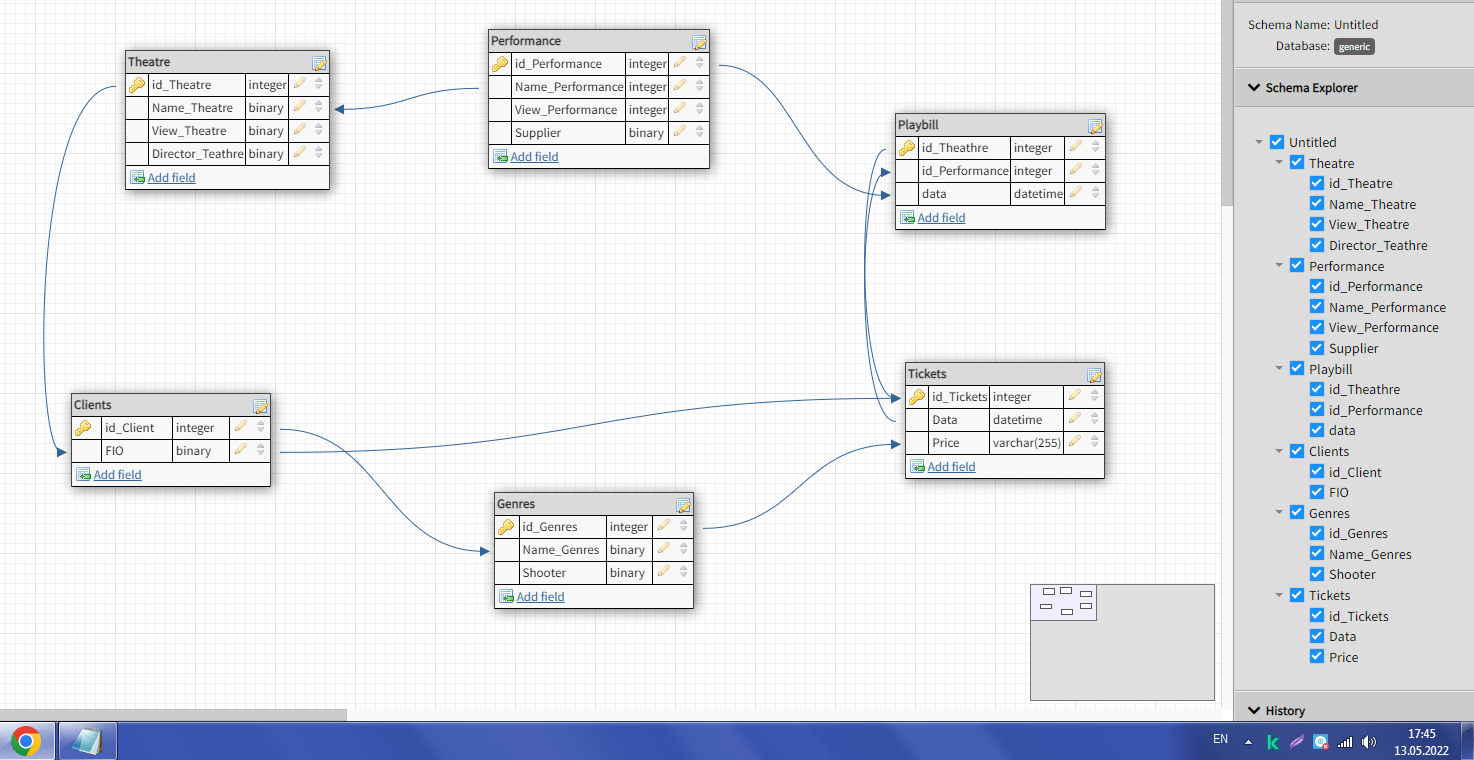 Theatre
id_Theatre integer
Name_Theatre binary
View_Theatre binary
Director_Teathre binary
Add field
Performance
id_Performance integer
Name_Performance integer
View_Performance integer
Supplier binary
Add field
Playbill
id_Theathre integer
id_Performance integer
data datetime
Add field
Clients
id_Client integer
FIO binary
Add field
Genres
id_Genres integer
Name_Genres binary
Shooter binary
Add field
Tickets
id_Tickets integer
Data datetime
Price varchar(255)
Add field
Schema Name: Untitled
Database: generic
Schema Explorer
Untitled
Theatre
id_Theatre
Name_Theatre
View_Theatre
Director_Teathre
Performance
id_Performance
Name_Performance
View_Performance
Supplier
Playbill
id_Theathre
id_Performance
data
Clients
id_Client
FIO
Genres
id_Genres
Name_Genres
Shooter
Tickets
id_Tickets
Data
Price
History
EN
17:45
13.05.2022